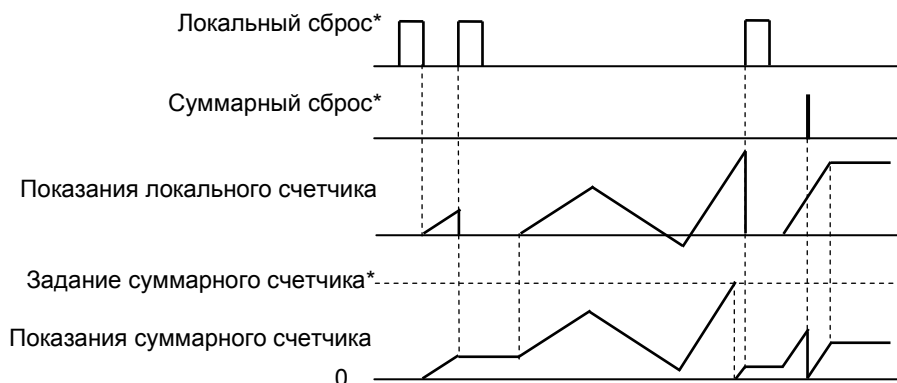 Локальный сброс*
Суммарный сброс*
Показания локального счетчика
Задание суммарного счетчика*
Показания суммарного счетчика
0